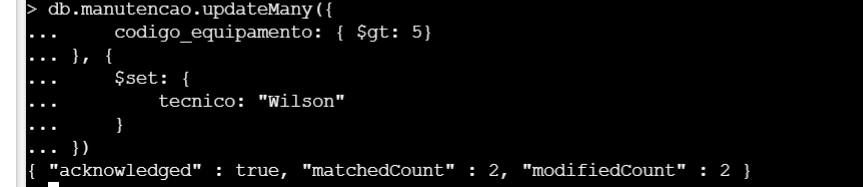 > db.manutencao.updateMany({
...     codigo_equipamento: { $gt: 5}
... }, {
...     $set: {
...         tecnico: "Wilson"
...     }
... })
{ "acknowledged" : true, "matchedCount" : 2, "modifiedCount" : 2 }